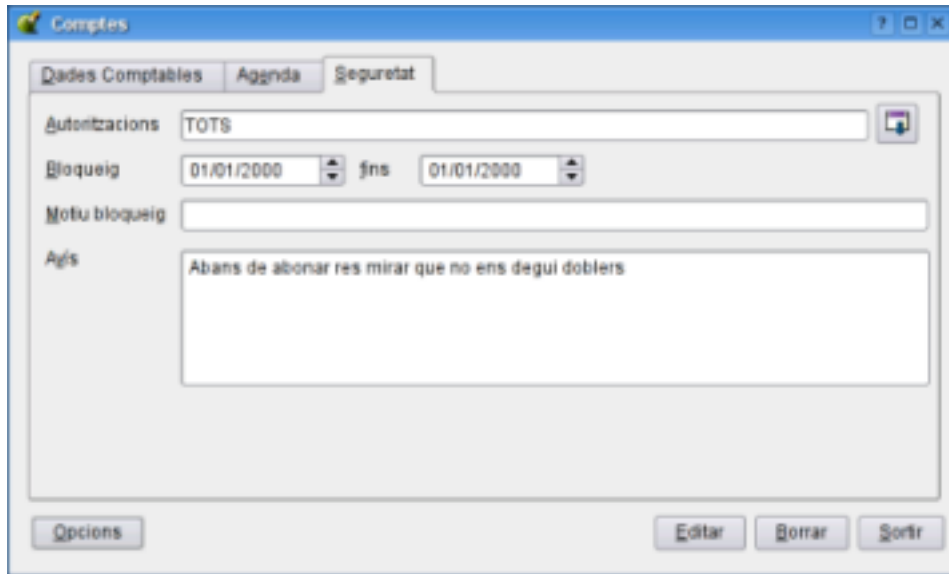 Comptes
Dades Comptables Agenda Seguretat
Autoritzacions TOTS
Bloqueig 01/01/2000 fins 01/01/2000
Motiu bloqueig
Avís Abans de abonar res mirar que no ens degui doblers
Opcions Editar Borrar Sortir